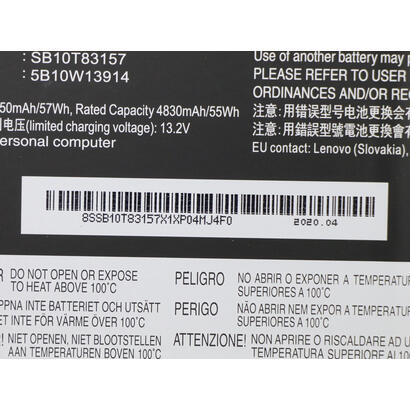 : SB10T83157
: 5B10W13914
50mAh/57Wh, Rated Capacity 4830mAh/55Wh
电压(limited charging voltage): 13.2V
ersonal computer
Use of another battery may p
PLEASE REFER TO USER
ORDINANCES AND/OR REC
注意: 用错误型号电池更换会有
注意: 用錯誤型號電池更換會
EU contact: Lenovo (Slovakia),
8SSB10T83157X1XP04MJ4F0
2020.04
DO NOT OPEN OR EXPOSE
TO HEAT ABOVE 100°C
PELIGRO
NO ABRIR O EXPONER A TEMPERATUR
SUPERIORES A 100°C
ÖPPNA INTE BATTERIET OCH UTSÄTT
T INTE FÖR VÄRME ÖVER 100°C
PERIGO
NÃO ABRIR NEM EXPOR A TEMPERATUR
SUPERIORES A 100°C
! NIET OPENEN, NIET BLOOTSTELLEN
AAN TEMPERATUREN BOVEN 100°C
ATTENZIONE!
NON APRIRE O RISCALDARE AD U
TEMPERATURA SUPERIORE AI 100°C